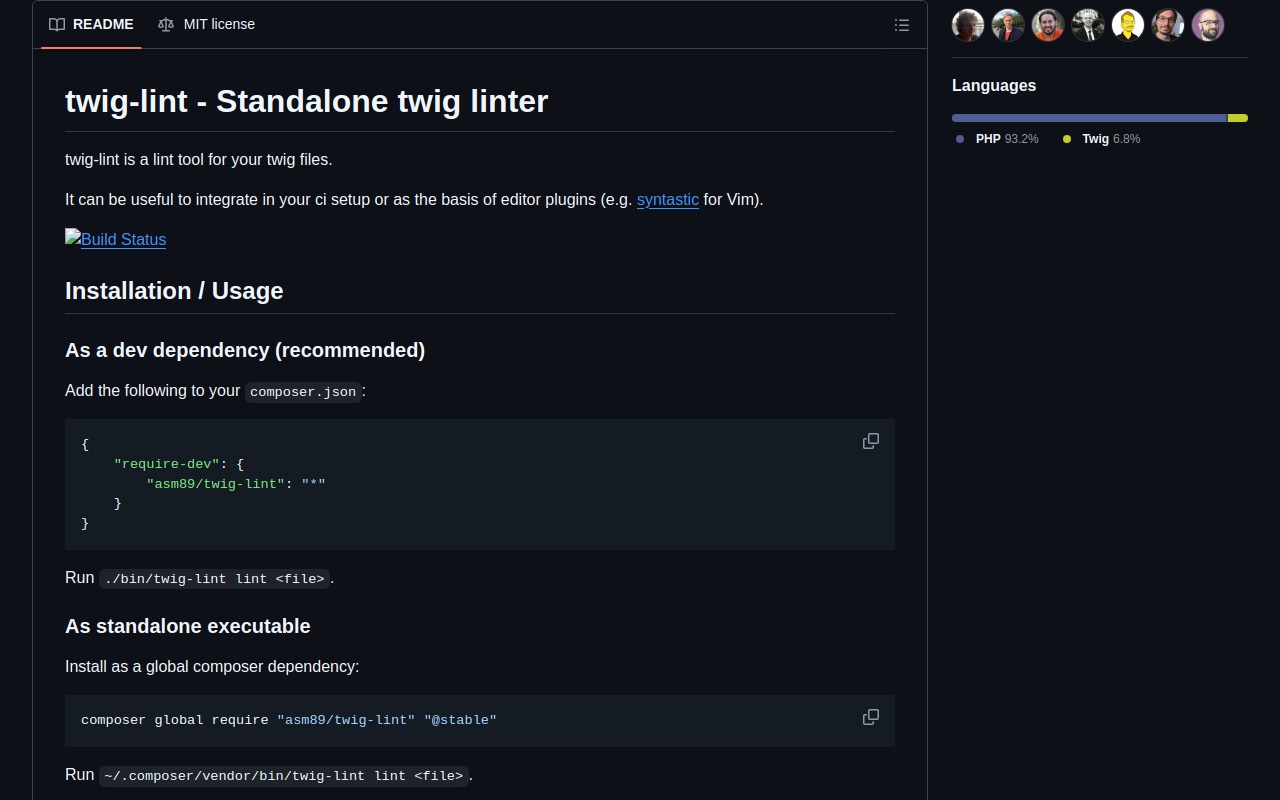 README
MIT license
twig-lint - Standalone twig linter
twig-lint is a lint tool for your twig files.
It can be useful to integrate in your ci setup or as the basis of editor plugins (e.g. syntastic for Vim).
Build Status
Installation / Usage
As a dev dependency (recommended)
Add the following to your composer.json:
{
    "require-dev": {
        "asm89/twig-lint": "*"
    }
}
Run ./bin/twig-lint lint <file>.
As standalone executable
Install as a global composer dependency:
composer global require "asm89/twig-lint" "@stable"
Run ~/.composer/vendor/bin/twig-lint lint <file>.
Languages
PHP 93.2%
Twig 6.8%